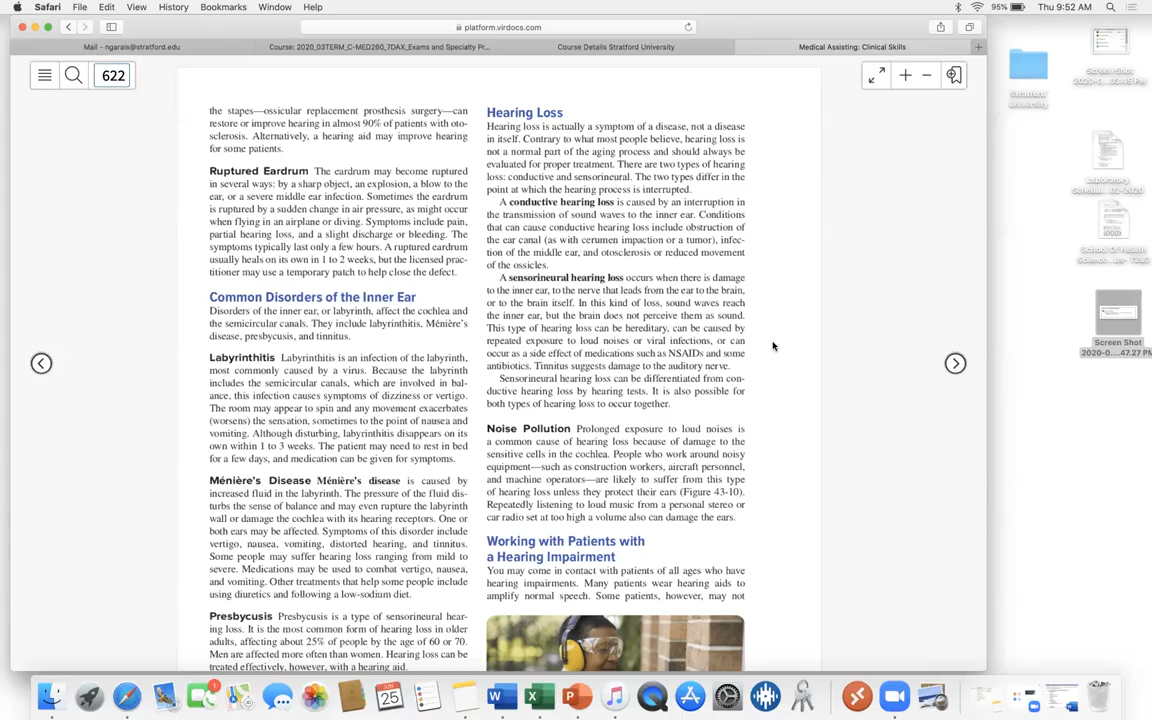 Safari File Edit View History Bookmarks Window Help
95% Thu 9:52 AM
platform.virdocs.com
Mail - ngarais@stratford.edu
Course: 2020_03TERM_C-MED260_7DAX_Exams and Specialty Pr...
Course Details Stratford University
Medical Assisting: Clinical Skills
622
the stapes—ossicular replacement prosthesis surgery—can
restore or improve hearing in almost 90% of patients with oto-
sclerosis. Alternatively, a hearing aid may improve hearing
for some patients.
Ruptured Eardrum The eardrum may become ruptured
in several ways: by a sharp object, an explosion, a blow to the
ear, or a severe middle ear infection. Sometimes the eardrum
is ruptured by a sudden change in air pressure, as might occur
when flying in an airplane or diving. Symptoms include pain,
partial hearing loss, and a slight discharge or bleeding. The
symptoms typically last only a few hours. A ruptured eardrum
usually heals on its own in 1 to 2 weeks, but the licensed prac-
titioner may use a temporary patch to help close the defect.
Common Disorders of the Inner Ear
Disorders of the inner ear, or labyrinth, affect the cochlea and
the semicircular canals. They include labyrinthitis, Ménière's
disease, presbycusis, and tinnitus.
Labyrinthitis Labyrinthitis is an infection of the labyrinth,
most commonly caused by a virus. Because the labyrinth
includes the semicircular canals, which are involved in bal-
ance, this infection causes symptoms of dizziness or vertigo.
The room may appear to spin and any movement exacerbates
(worsens) the sensation, sometimes to the point of nausea and
vomiting. Although disturbing, labyrinthitis disappears on its
own within 1 to 3 weeks. The patient may need to rest in bed
for a few days, and medication can be given for symptoms.
Ménière's Disease Ménière's disease is caused by
increased fluid in the labyrinth. The pressure of the fluid dis-
turbs the sense of balance and may even rupture the labyrinth
wall or damage the cochlea with its hearing receptors. One or
both ears may be affected. Symptoms of this disorder include
vertigo, nausea, vomiting, distorted hearing, and tinnitus.
Some people may suffer hearing loss ranging from mild to
severe. Medications may be used to combat vertigo, nausea,
and vomiting. Other treatments that help some people include
using diuretics and following a low-sodium diet.
Presbycusis Presbycusis is a type of sensorineural hear-
ing loss. It is the most common form of hearing loss in older
adults, affecting about 25% of people by the age of 60 or 70.
Men are affected more often than women. Hearing loss can be
treated effectively, however, with a hearing aid.
Hearing Loss
Hearing loss is actually a symptom of a disease, not a disease
in itself. Contrary to what most people believe, hearing loss is
not a normal part of the aging process and should always be
evaluated for proper treatment. There are two types of hearing
loss: conductive and sensorineural. The two types differ in the
point at which the hearing process is interrupted.
A conductive hearing loss is caused by an interruption in
the transmission of sound waves to the inner ear. Conditions
that can cause conductive hearing loss include obstruction of
the ear canal (as with cerumen impaction or a tumor), infec-
tion of the middle ear, and otosclerosis or reduced movement
of the ossicles.
A sensorineural hearing loss occurs when there is damage
to the inner ear, to the nerve that leads from the ear to the brain,
or to the brain itself. In this kind of loss, sound waves reach
the inner ear, but the brain does not perceive them as sound.
This type of hearing loss can be hereditary, can be caused by
repeated exposure to loud noises or viral infections, or can
occur as a side effect of medications such as NSAIDs and some
antibiotics. Tinnitus suggests damage to the auditory nerve.
Sensorineural hearing loss can be differentiated from con-
ductive hearing loss by hearing tests. It is also possible for
both types of hearing loss to occur together.
Noise Pollution Prolonged exposure to loud noises is
a common cause of hearing loss because of damage to the
sensitive cells in the cochlea. People who work around noisy
equipment—such as construction workers, aircraft personnel,
and machine operators—are likely to suffer from this type
of hearing loss unless they protect their ears (Figure 43-10).
Repeatedly listening to loud music from a personal stereo or
car radio set at too high a volume also can damage the ears.
Working with Patients with
a Hearing Impairment
You may come in contact with patients of all ages who have
hearing impairments. Many patients wear hearing aids to
amplify normal speech. Some patients, however, may not
Screen Shot
Stratford
university
Laboratory
School Of Health
Screen Shot
2020-0....47.27 PM
JUN
25
1